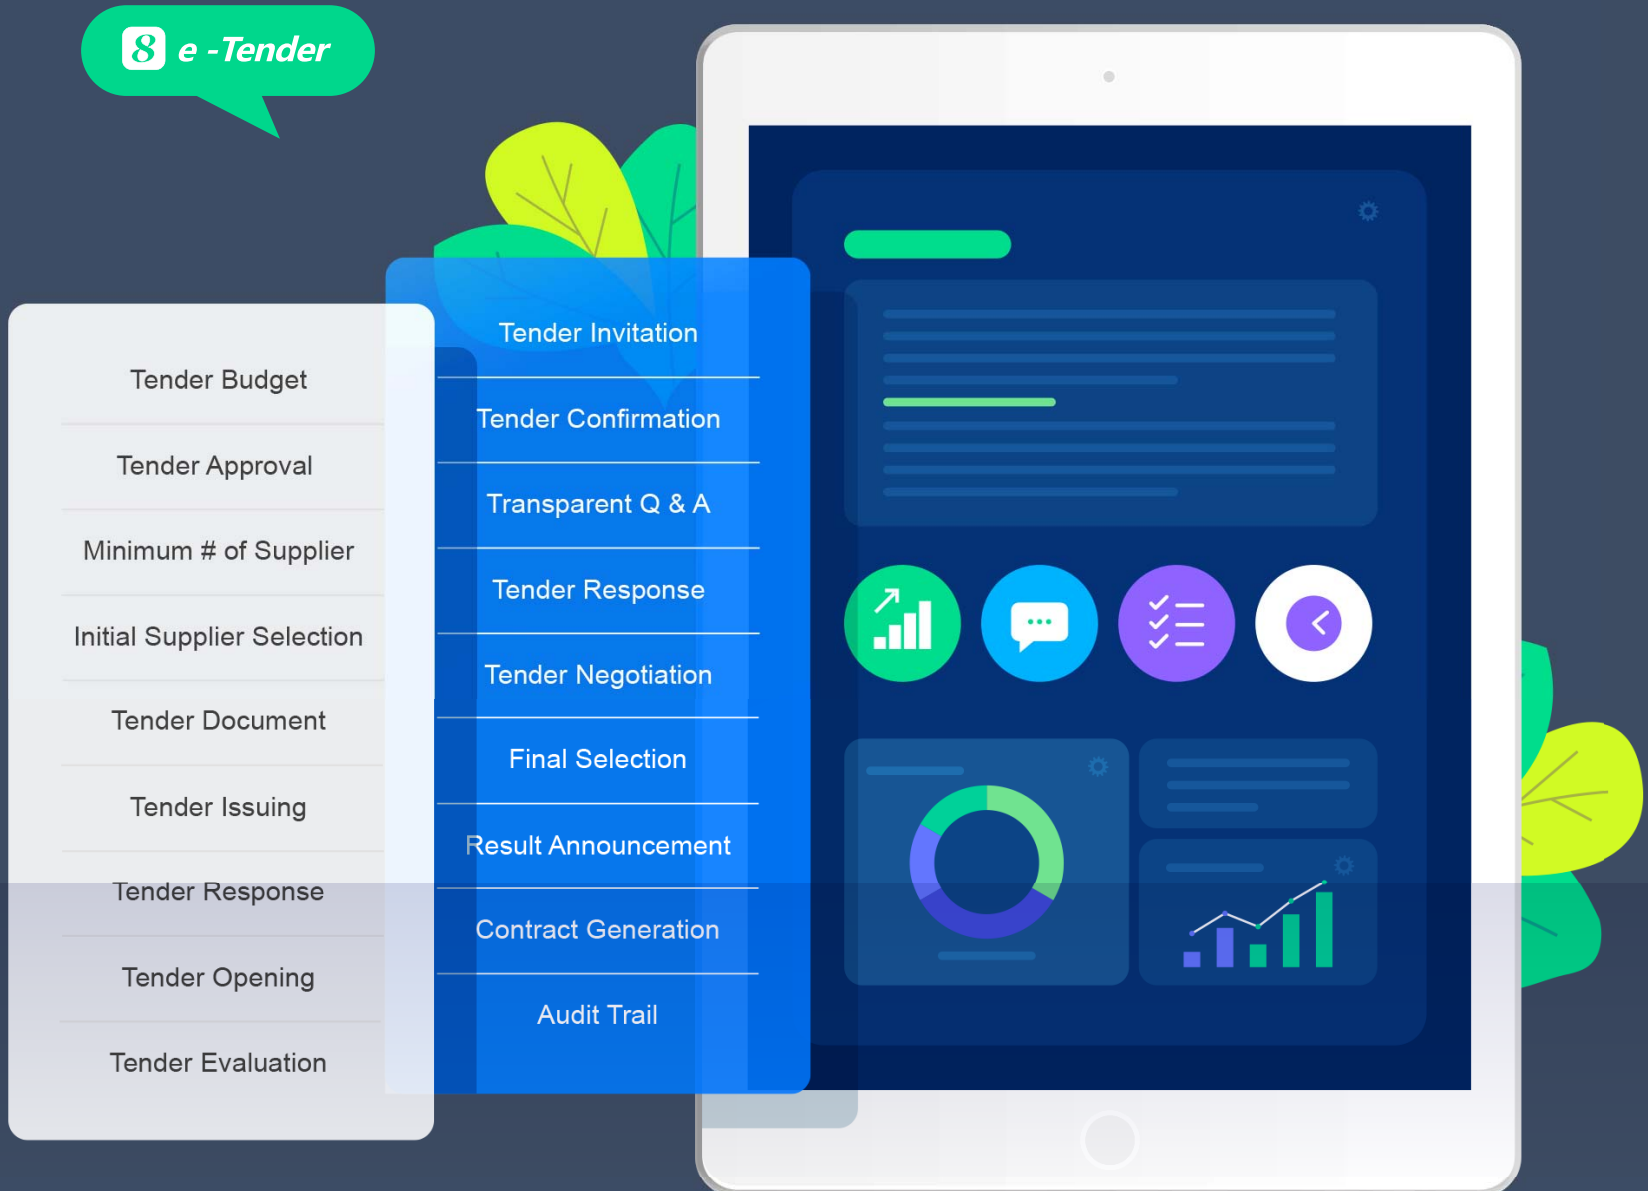 8 e -Tender
Tender Budget
Tender Approval
Minimum # of Supplier
Initial Supplier Selection
Tender Document
Tender Issuing
Tender Response
Tender Opening
Tender Evaluation
Tender Invitation
Tender Confirmation
Transparent Q & A
Tender Response
Tender Negotiation
Final Selection
Result Announcement
Contract Generation
Audit Trail